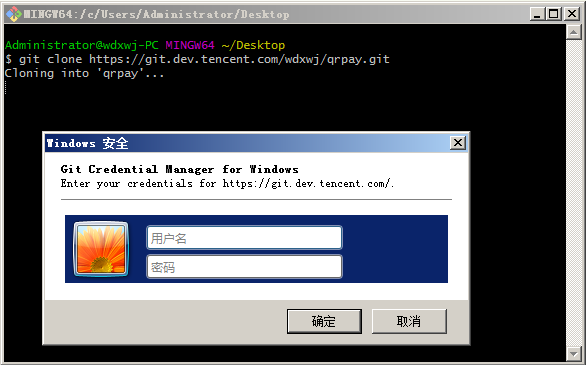 MINGW64:/c/Users/Administrator/Desktop
Administrator@wdxwj-PC MINGW64 ~/Desktop
$ git clone https://git.dev.tencent.com/wdxwj/qrpay.git
Cloning into 'qrpay'...
Windows 安全
Git Credential Manager for Windows
Enter your credentials for https://git.dev.tencent.com/.
用户名
密码
确定 取消